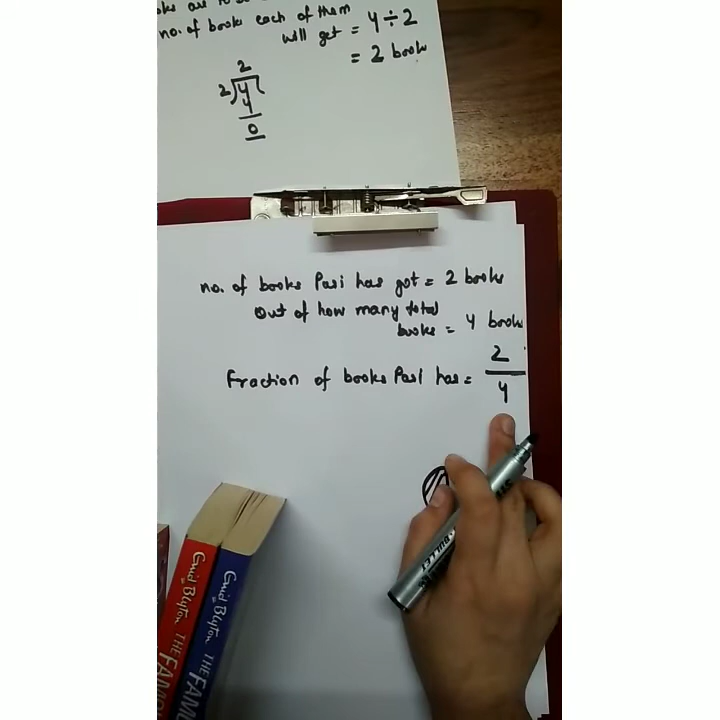 no. of books each of them
will get = 4 ÷ 2
= 2 books
2
2 4
4
0
no. of books Pari has got = 2 books
Out of how many total
books = 4 books
Fraction of books Pari has = 2/4
BULLET
Enid Blyton THE
Enid Blyton THE